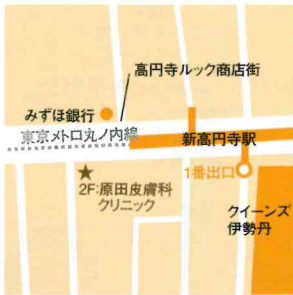 高円寺ルック商店街
みずほ銀行
東京メトロ丸ノ内線
新高円寺駅
1番出口
2F:原田皮膚科
クリニック
クイーンズ
伊勢丹